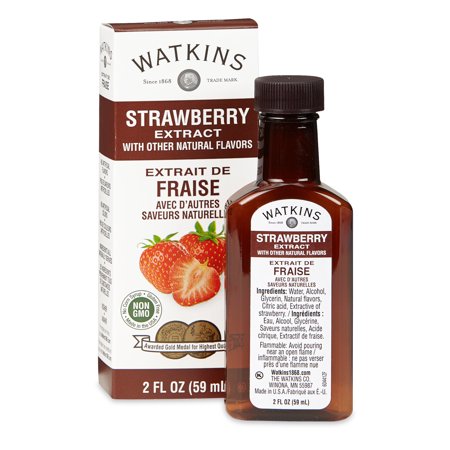 WATKINS
Since 1868 TRADE MARK
STRAWBERRY
EXTRACT
WITH OTHER NATURAL FLAVORS
EXTRAIT DE
FRAISE
AVEC D'AUTRES
SAVEURS NATURELLES
NON
GMO
Awarded Gold Medal for Highest
2 FL OZ (59 mL
EXTRAIT DE
FRAISE
WATKINS
STRAWBERRY
EXTRACT
WITH OTHER NATURAL FLAVORS
EXTRAIT DE
FRAISE
AVEC D'AUTRES
SAVEURS NATURELLES
Ingredients: Water, Alcohol,
Glycerin, Natural flavors,
Citric acid, Extractive of
strawberry. / Ingrédients :
Eau, Alcool, Glycérine,
Saveurs naturelles, Acide
citrique, Extractif de fraise.
Flammable: Avoid pouring
near an open flame /
inflammable : ne pas verser
près d'une flamme nue
Watkins1868.com
THE WATKINS CO.
WINONA, MN 55987
Made in U.S.A./Fabriqué aux É.-U.
2 FL OZ (59 mL)